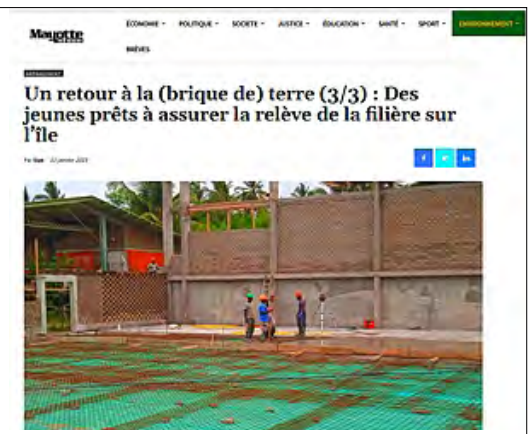 ÉCONOMIE POLITIQUE SOCIETE JUSTICE ÉDUCATION SANTÉ SPORT ENVIRONNEMENT
Mayotte
BRÈVES
Un retour à la (brique de) terre (3/3) : Des
jeunes prêts à assurer la relève de la filière sur
l'île
f in